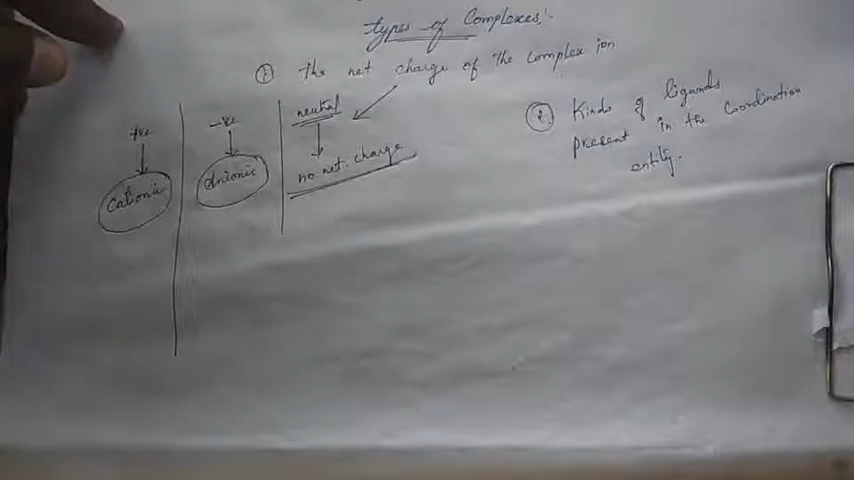 types of Complexes:
① The net charge of the Complex ion
+ve
Cationic
-ve
Anionic
neutral
no net charge
② Kinds of ligands
present in the Coordination
entity.